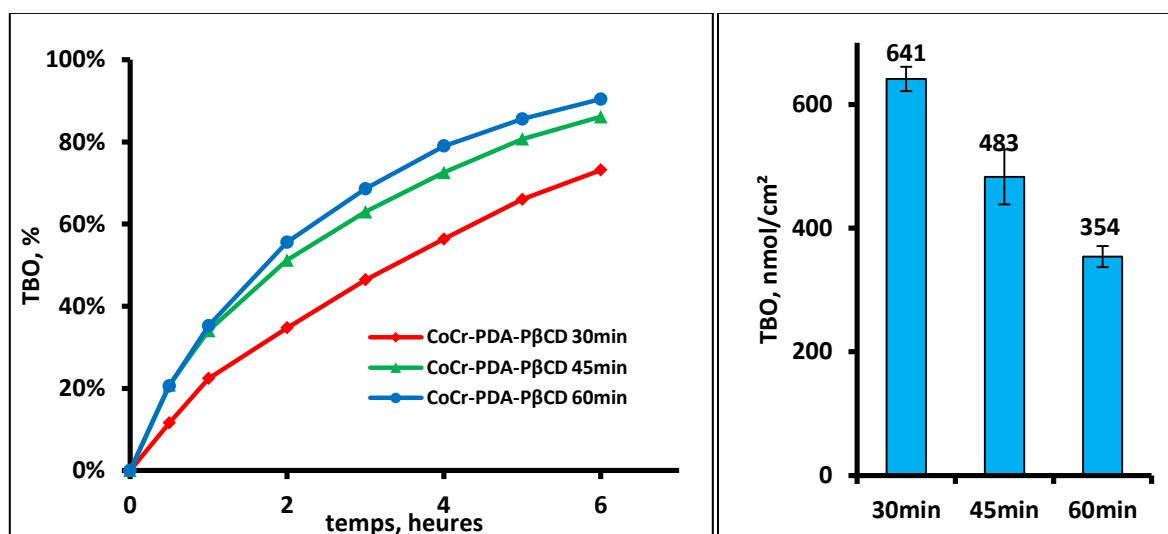 100%
80%
60%
40%
20%
0%
TBO, %
0
2
4
6
temps, heures
CoCr-PDA-PβCD 30min
CoCr-PDA-PβCD 45min
CoCr-PDA-PβCD 60min
TBO, nmol/cm²
600
400
200
0
641
483
354
30min
45min
60min